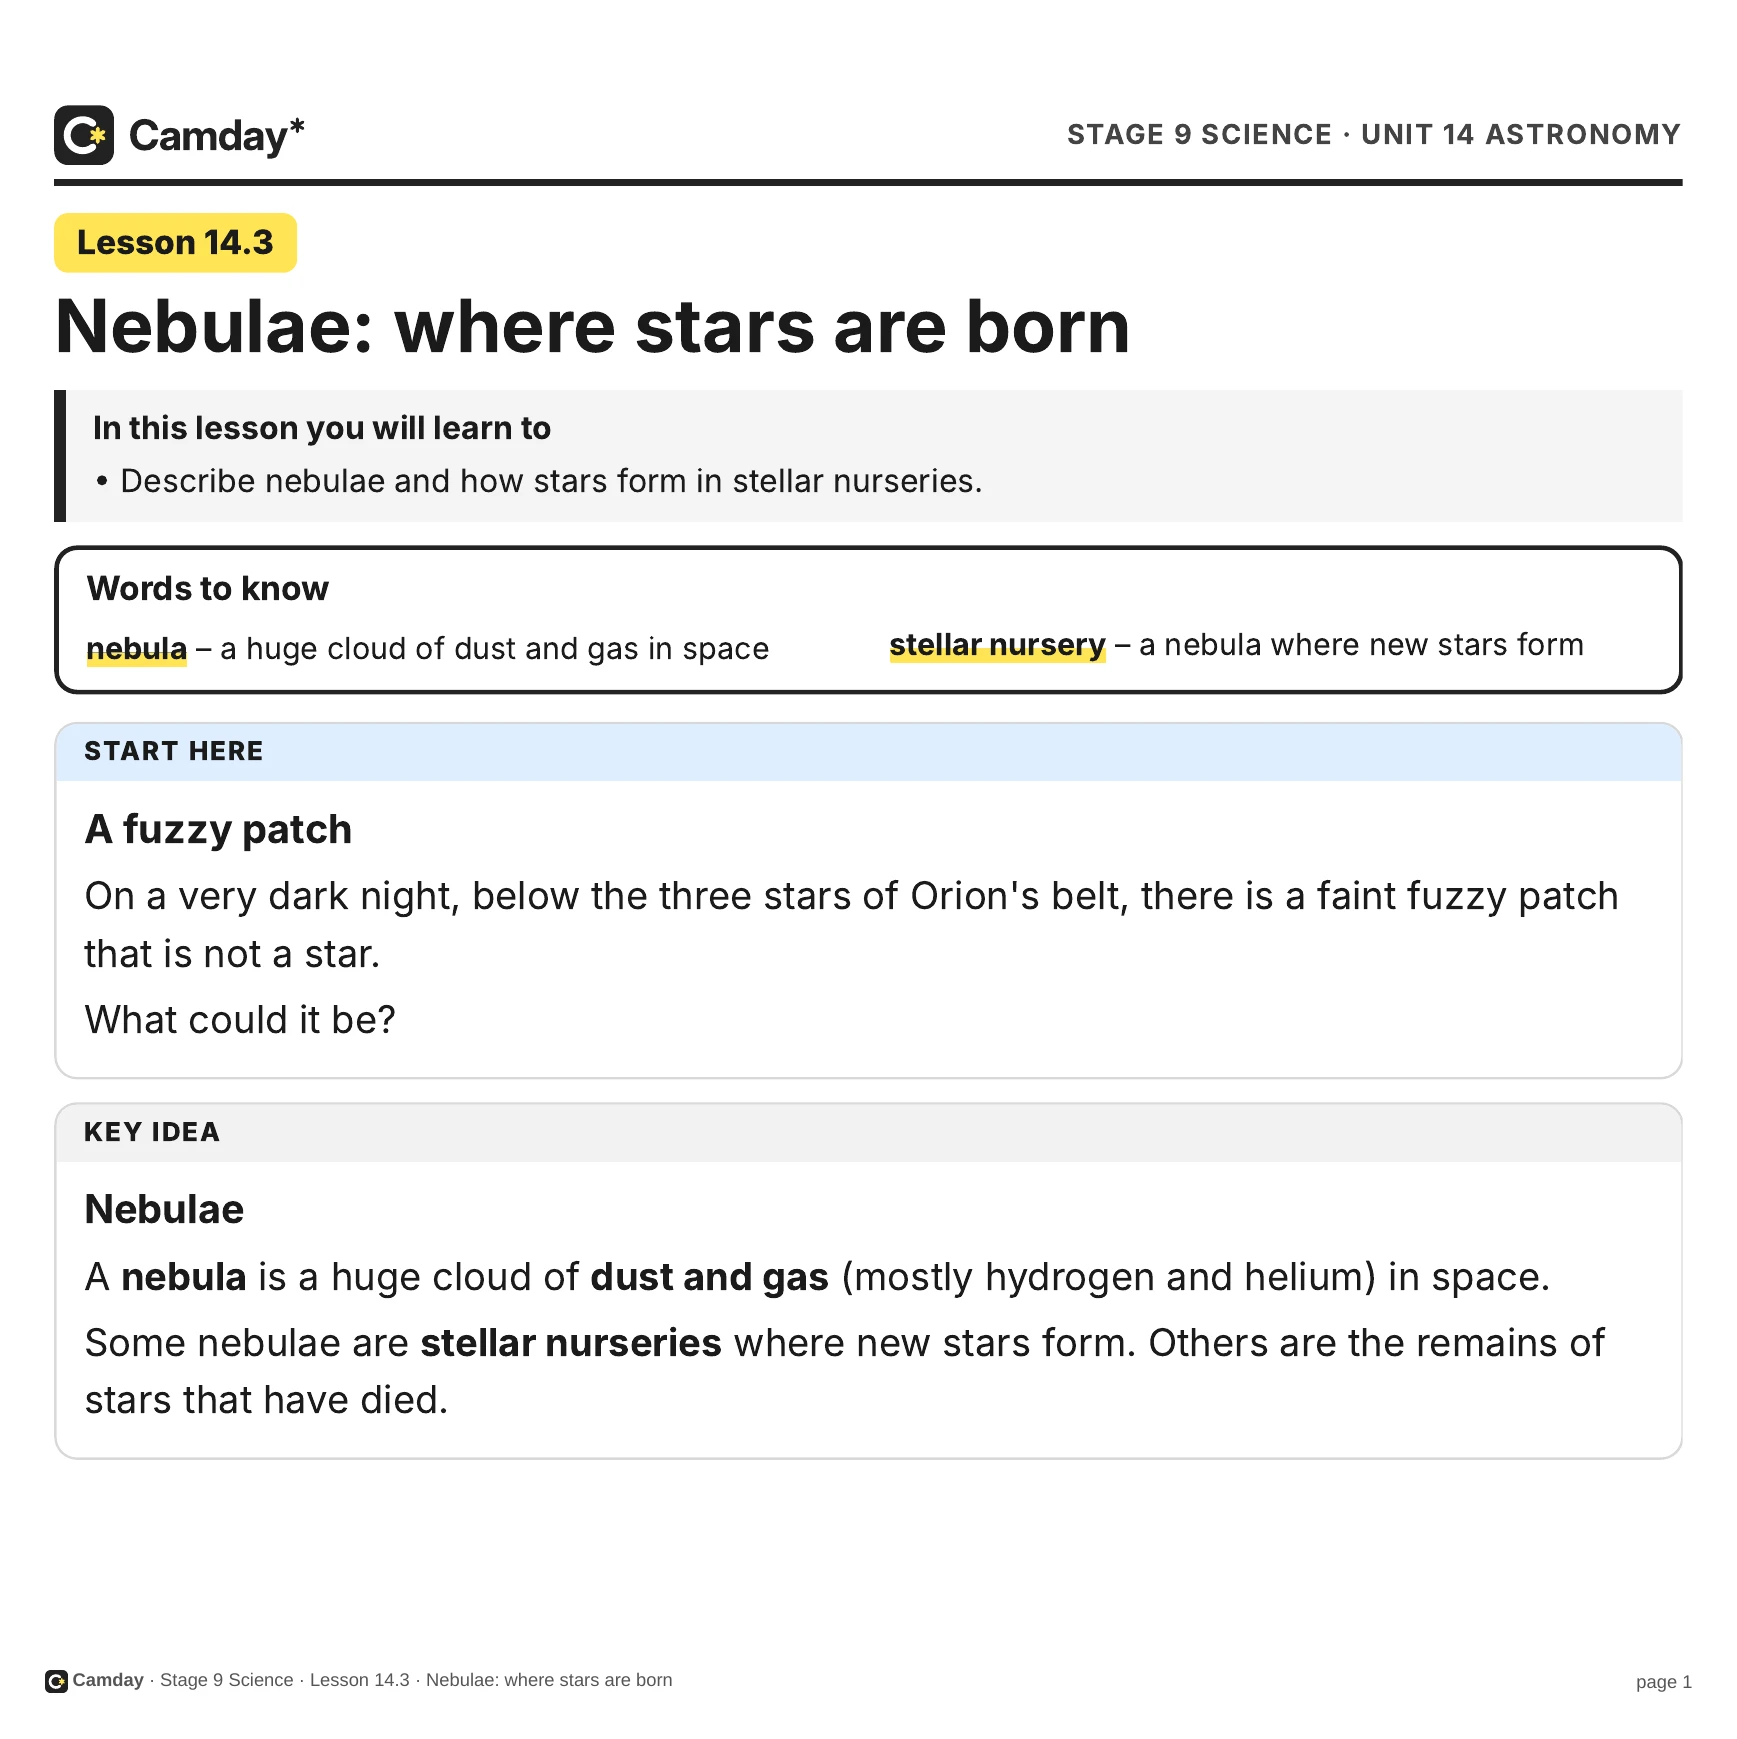 Camday*
STAGE 9 SCIENCE · UNIT 14 ASTRONOMY
Lesson 14.3
Nebulae: where stars are born
In this lesson you will learn to
• Describe nebulae and how stars form in stellar nurseries.
Words to know
nebula – a huge cloud of dust and gas in space
stellar nursery – a nebula where new stars form
START HERE
A fuzzy patch
On a very dark night, below the three stars of Orion's belt, there is a faint fuzzy patch
that is not a star.
What could it be?
KEY IDEA
Nebulae
A nebula is a huge cloud of dust and gas (mostly hydrogen and helium) in space.
Some nebulae are stellar nurseries where new stars form. Others are the remains of
stars that have died.
Camday · Stage 9 Science · Lesson 14.3 · Nebulae: where stars are born
page 1